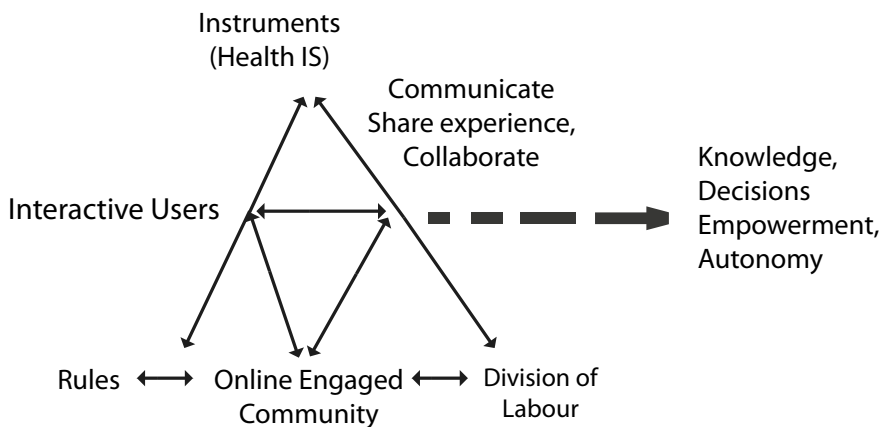 Instruments
(Health IS)
Communicate
Share experience,
Collaborate
Knowledge,
Decisions
Empowerment,
Autonomy
Interactive Users
Rules
Online Engaged
Community
Division of
Labour